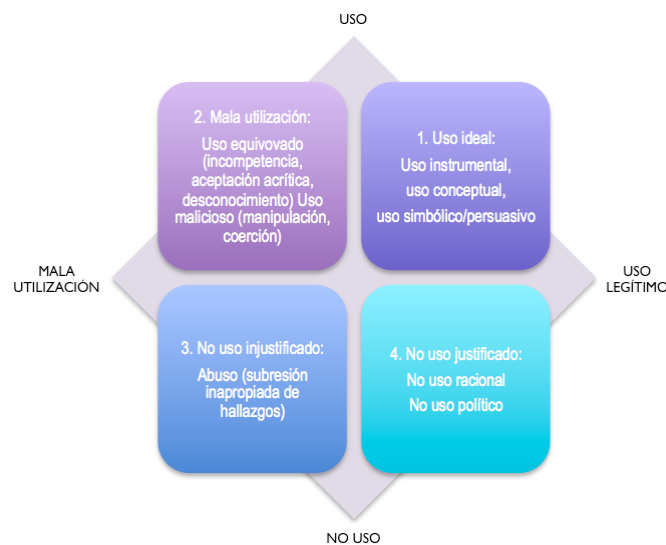 USO
2. Mala utilización:
Uso equivovado
(incompetencia,
aceptación acrítica,
desconocimiento) Uso
malicioso (manipulación,
coerción)
1. Uso ideal:
Uso instrumental,
uso conceptual,
uso simbólico/persuasivo
MALA
UTILIZACIÓN
USO
LEGÍTIMO
3. No uso injustificado:
Abuso (subresión
inapropiada de
hallazgos)
4. No uso justificado:
No uso racional
No uso político
NO USO